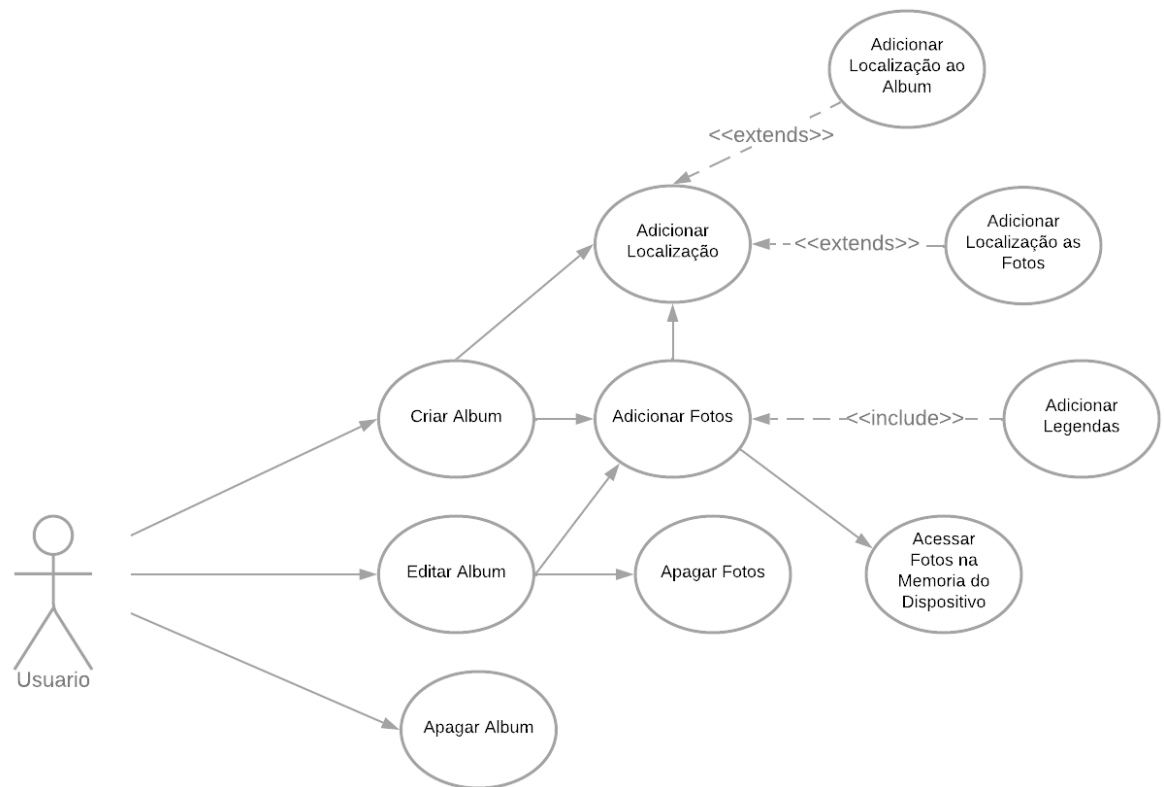 Adicionar
Localização ao
Album
<<extends>>
Adicionar
Localização
<<extends>>
Adicionar
Localização as
Fotos
Criar Album
Adicionar Fotos
<<include>>
Adicionar
Legendas
Editar Album
Apagar Fotos
Acessar
Fotos na
Memoria do
Dispositivo
Usuario
Apagar Album